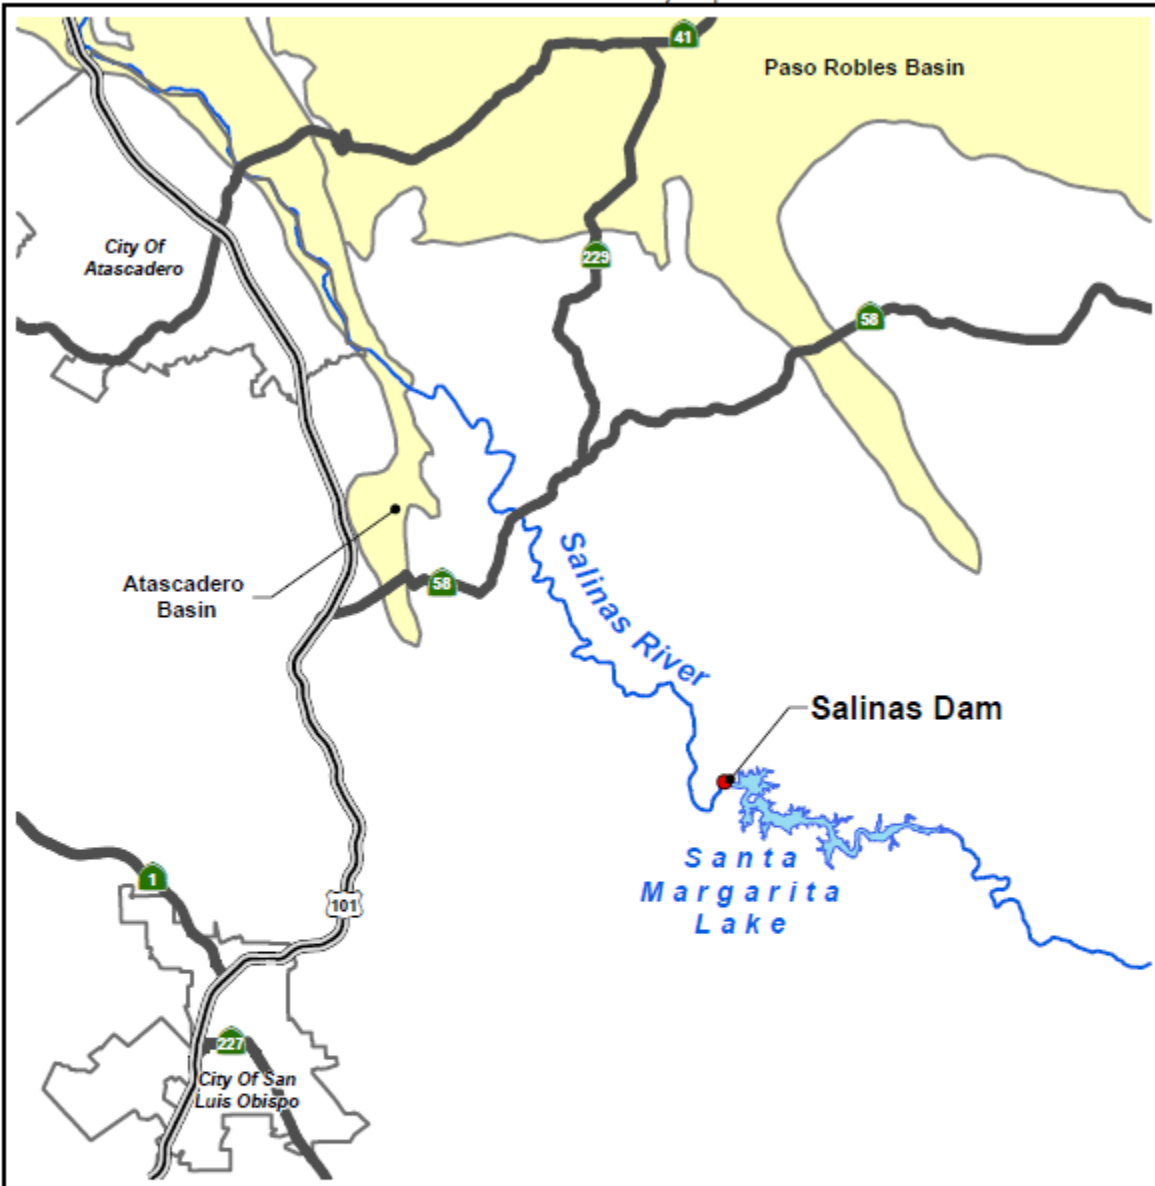 41
Paso Robles Basin
City Of
Atascadero
229
58
Atascadero
Basin
58
Salinas River
Salinas Dam
Santa
Margarita
Lake
1
101
227
City Of San
Luis Obispo